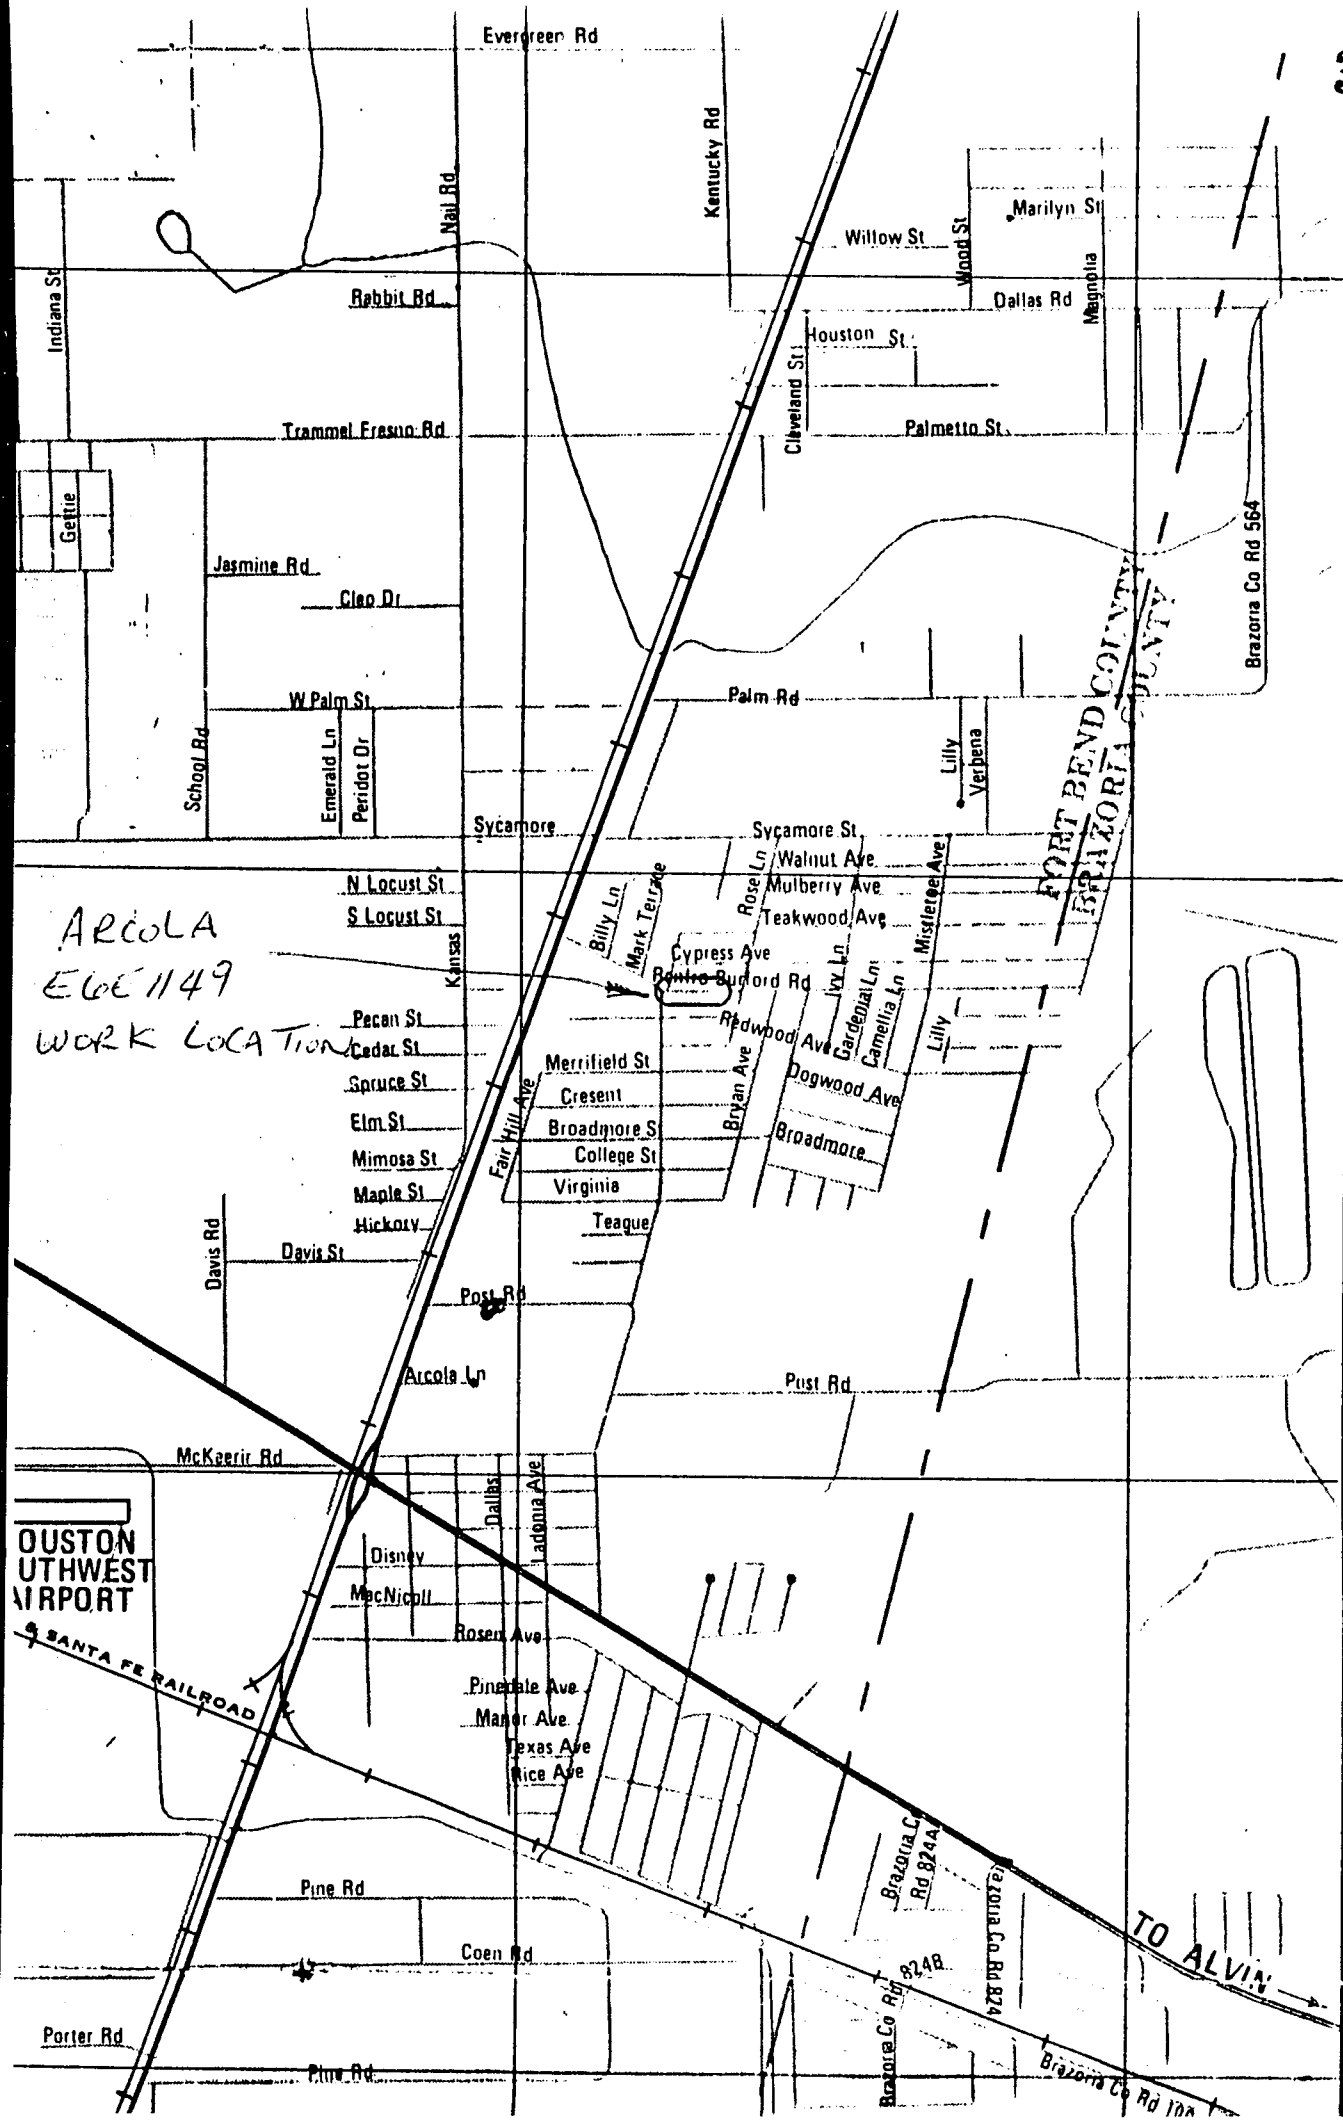 Evergreen Rd
Kentucky Rd
Nail Rd
Marilyn St
Willow St
Wood St
Magnolia
Indiana St
Rabbit Rd
Dallas Rd
Houston St
Cleveland St
Trammel Fresno Rd
Palmetto St
Gertie
Brazoria Co Rd 564
Jasmine Rd
Cleo Dr
FORT BEND COUNTY
BRAZORIA COUNTY
W Palm St
Palm Rd
School Rd
Emerald Ln
Peridot Dr
Lilly
Verbena
Sycamore
Sycamore St
Walnut Ave
Rose Ln
Mulberry Ave
Mistletoe Ave
N Locust St
S Locust St
Billy Ln
Mark Terrace
Teakwood Ave
ARCOLA
E6E1149
WORK LOCATION
Kansas
Cypress Ave
Renfro Burford Rd
Ivy Ln
Gardenia Ln
Camellia Ln
Lilly
Pecan St
Redwood Ave
Cedar St
Merrifield St
Spruce St
Cresent
Dogwood Ave
Bryan Ave
Fair Hill Ave
Elm St
Broadmore S
Broadmore
Mimosa St
College St
Maple St
Virginia
Hickory
Teague
Davis Rd
Davis St
Post Rd
Arcola Ln
Post Rd
McKeerir Rd
Dallas
Ladonia Ave
OUSTON
UTHWEST
AIRPORT
Disney
MacNicoll
Rosen Ave
& SANTA FE RAILROAD
Pinedale Ave
Manor Ave
Texas Ave
Rice Ave
Brazoria C
Rd 824A
Pine Rd
Brazoria Co Rd 824
TO ALVIN
Coen Rd
Brazoria Co Rd 824B
Porter Rd
Pine Rd
Brazoria Co Rd